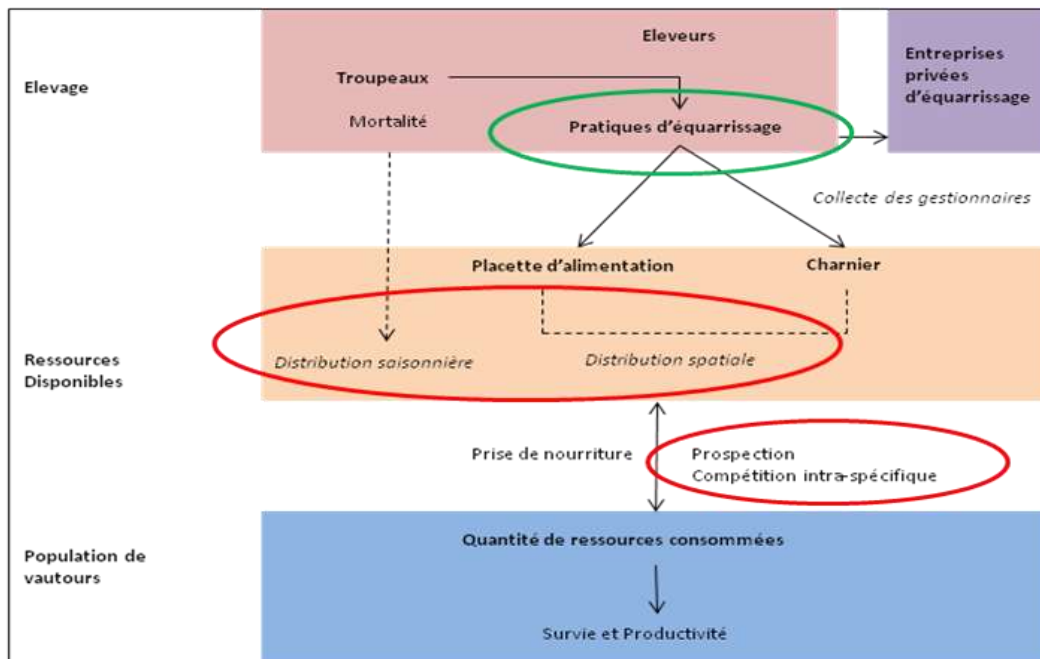 Eleveurs
Entreprises
privées
d'équarrissage
Elevage
Troupeaux
Mortalité
Pratiques d'équarrissage
Collecte des gestionnaires
Placette d'alimentation
Charnier
Ressources
Disponibles
Distribution saisonnière
Distribution spatiale
Prise de nourriture
Prospection
Compétition intra-spécifique
Population de
vautours
Quantité de ressources consommées
Survie et Productivité